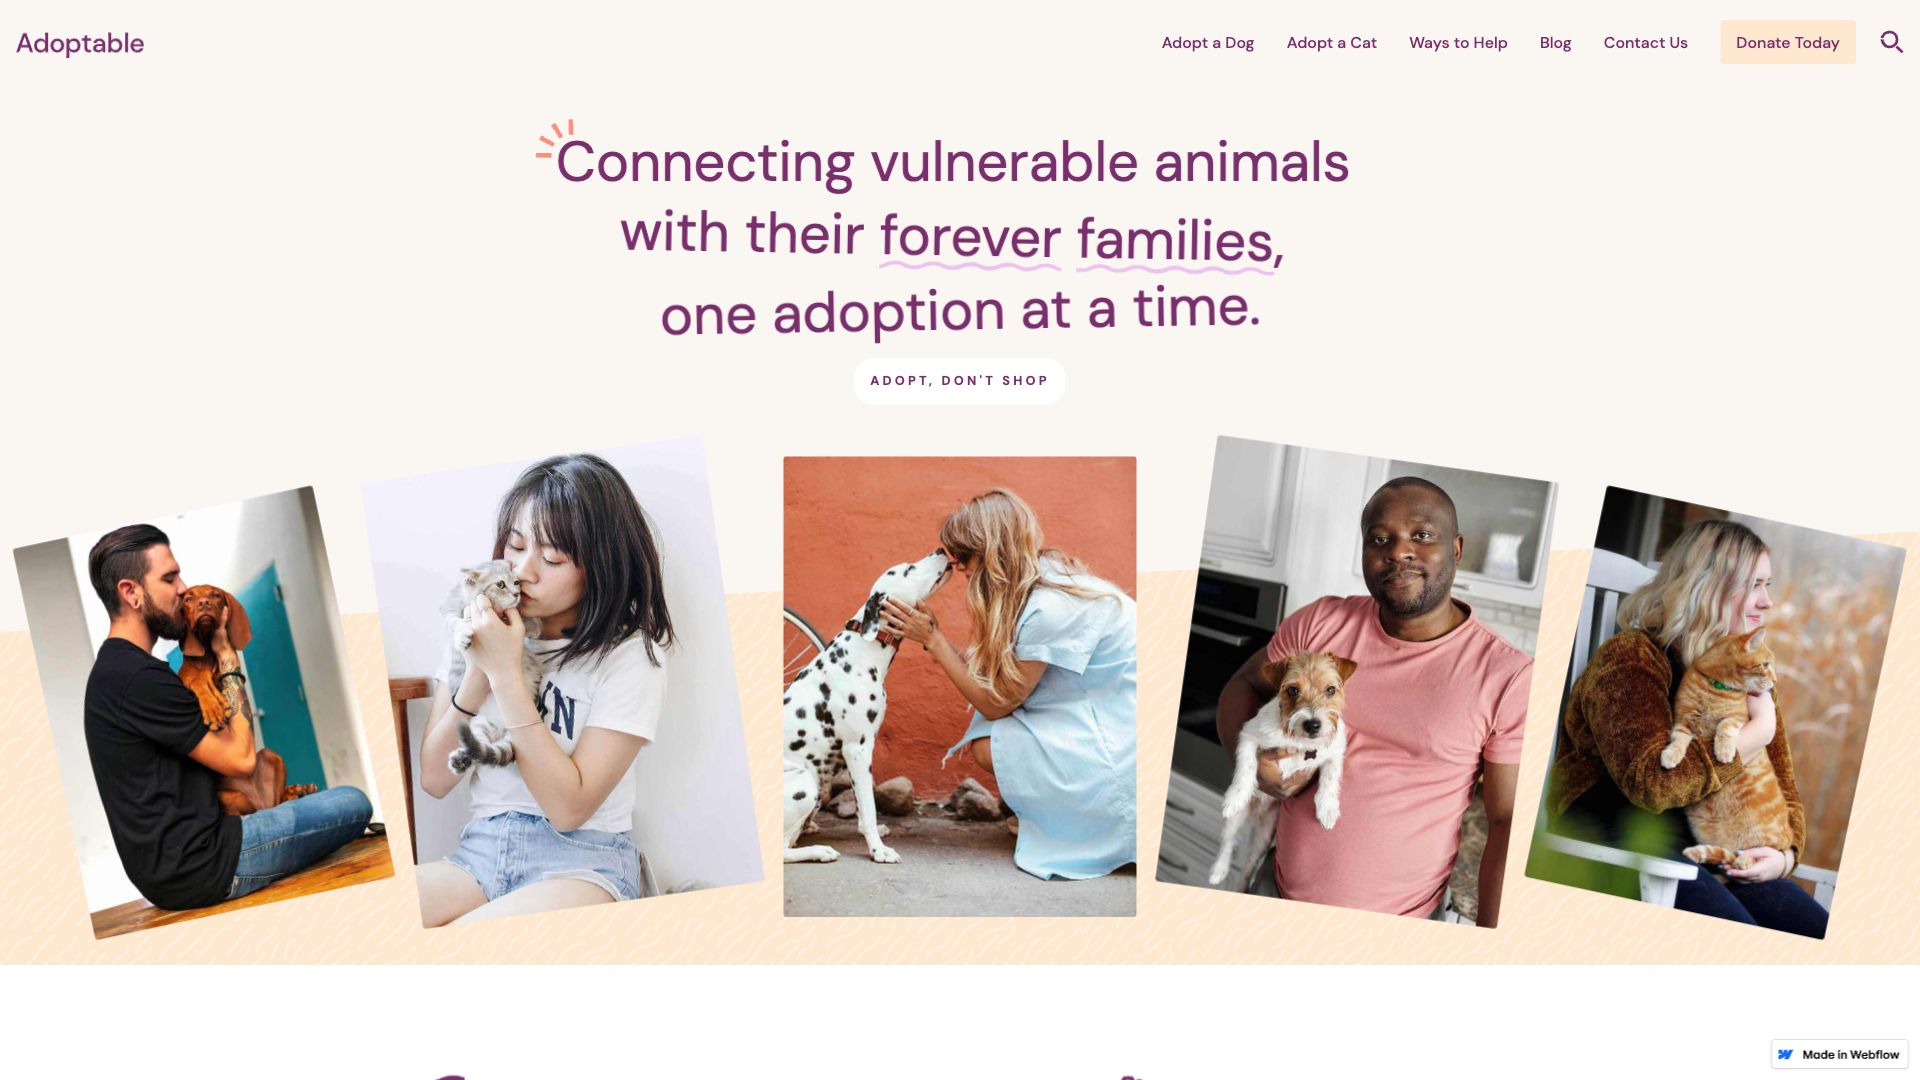 Adoptable
Adopt a Dog
Adopt a Cat
Ways to Help
Blog
Contact Us
Donate Today
Connecting vulnerable animals
with their forever families,
one adoption at a time.
ADOPT, DON'T SHOP
Made in Webflow